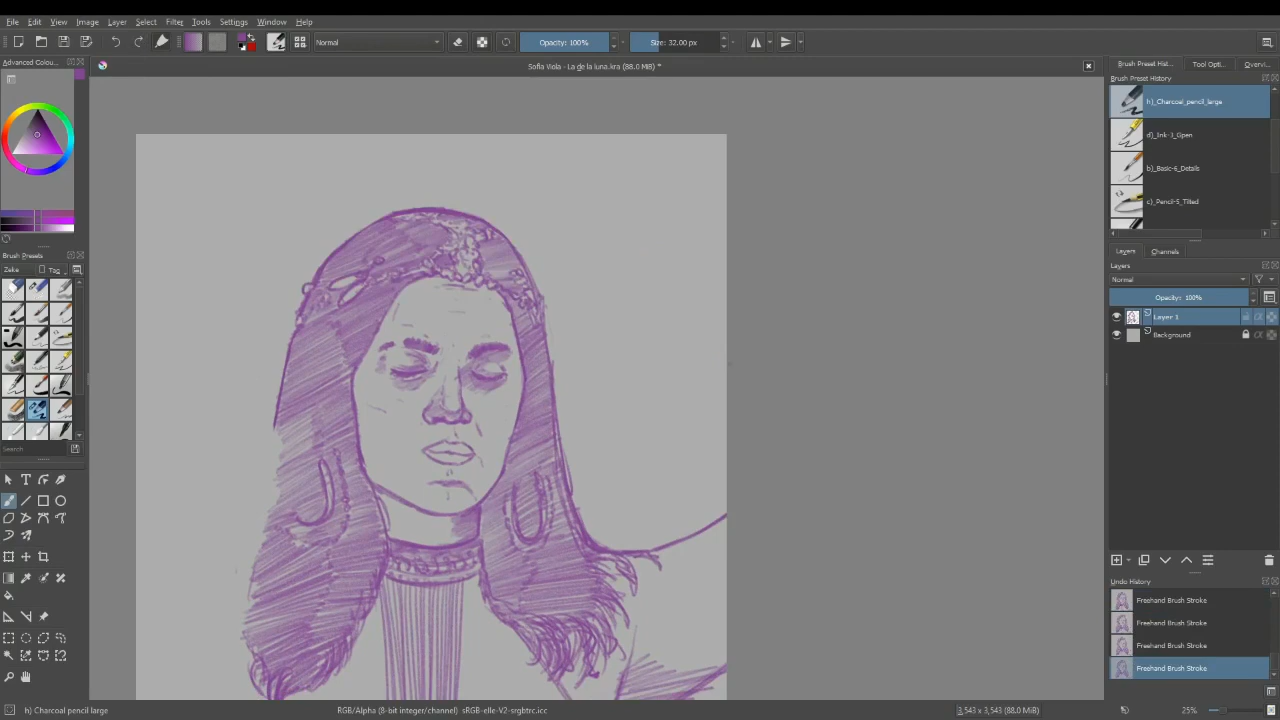 File Edit View Image Layer Select Filter Tools Settings Window Help
Normal Opacity: 100% Size: 32.00 px
Advanced Colou... Sofia Viola - La de la luna.kra (88.0 MiB) * Brush Preset Hist... Tool Opti... Overvi...
Brush Preset History
h)_Charcoal_pencil_large
d)_Ink-3_Gpen
b)_Basic-6_Details
c)_Pencil-5_Tilted
Brush Presets
Zeke Tag
Search
Layers Channels
Layers
Normal
Opacity: 100%
Layer 1
Background
Undo History
Freehand Brush Stroke
Freehand Brush Stroke
Freehand Brush Stroke
Freehand Brush Stroke
h) Charcoal pencil large RGB/Alpha (8-bit integer/channel) sRGB-elle-V2-srgbtrc.icc 3,543 x 3,543 (88.0 MiB) 25%